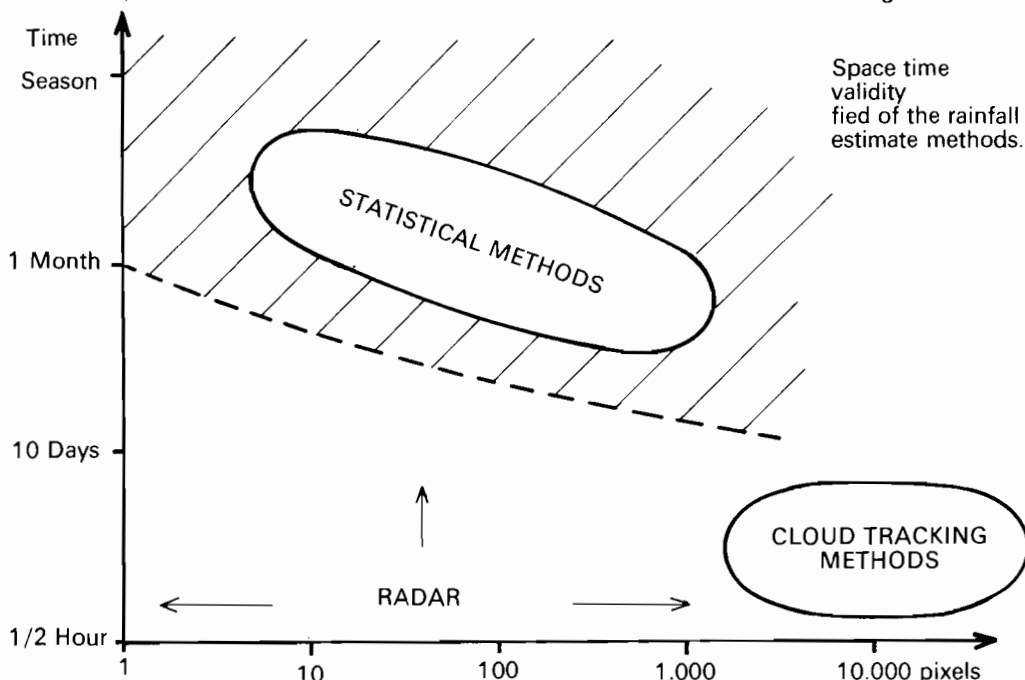 Time
Season
Space time
validity
fied of the rainfall
estimate methods.
STATISTICAL METHODS
1 Month
10 Days
CLOUD TRACKING
METHODS
RADAR
1/2 Hour
1 10 100 1.000 10.000 pixels